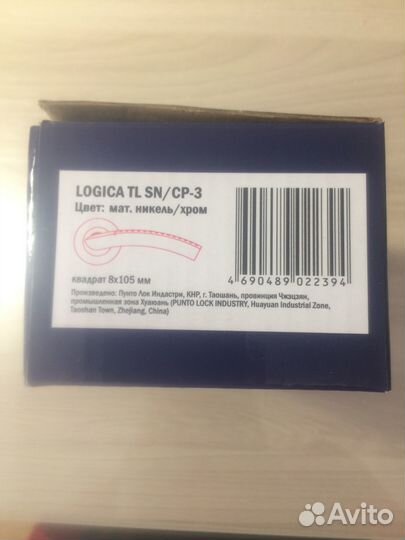 LOGICA TL SN/CP-3
Цвет: мат. никель/хром
квадрат 8x105 мм
4 690489 022394
Произведено: Пунто Лок Индастри, КНР, г. Таошань, провинция Чжэцзян,
промышленная зона Хуаюань (PUNTO LOCK INDUSTRY, Huayuan Industrial Zone,
Taoshan Town, Zhejiang, China)
Avito